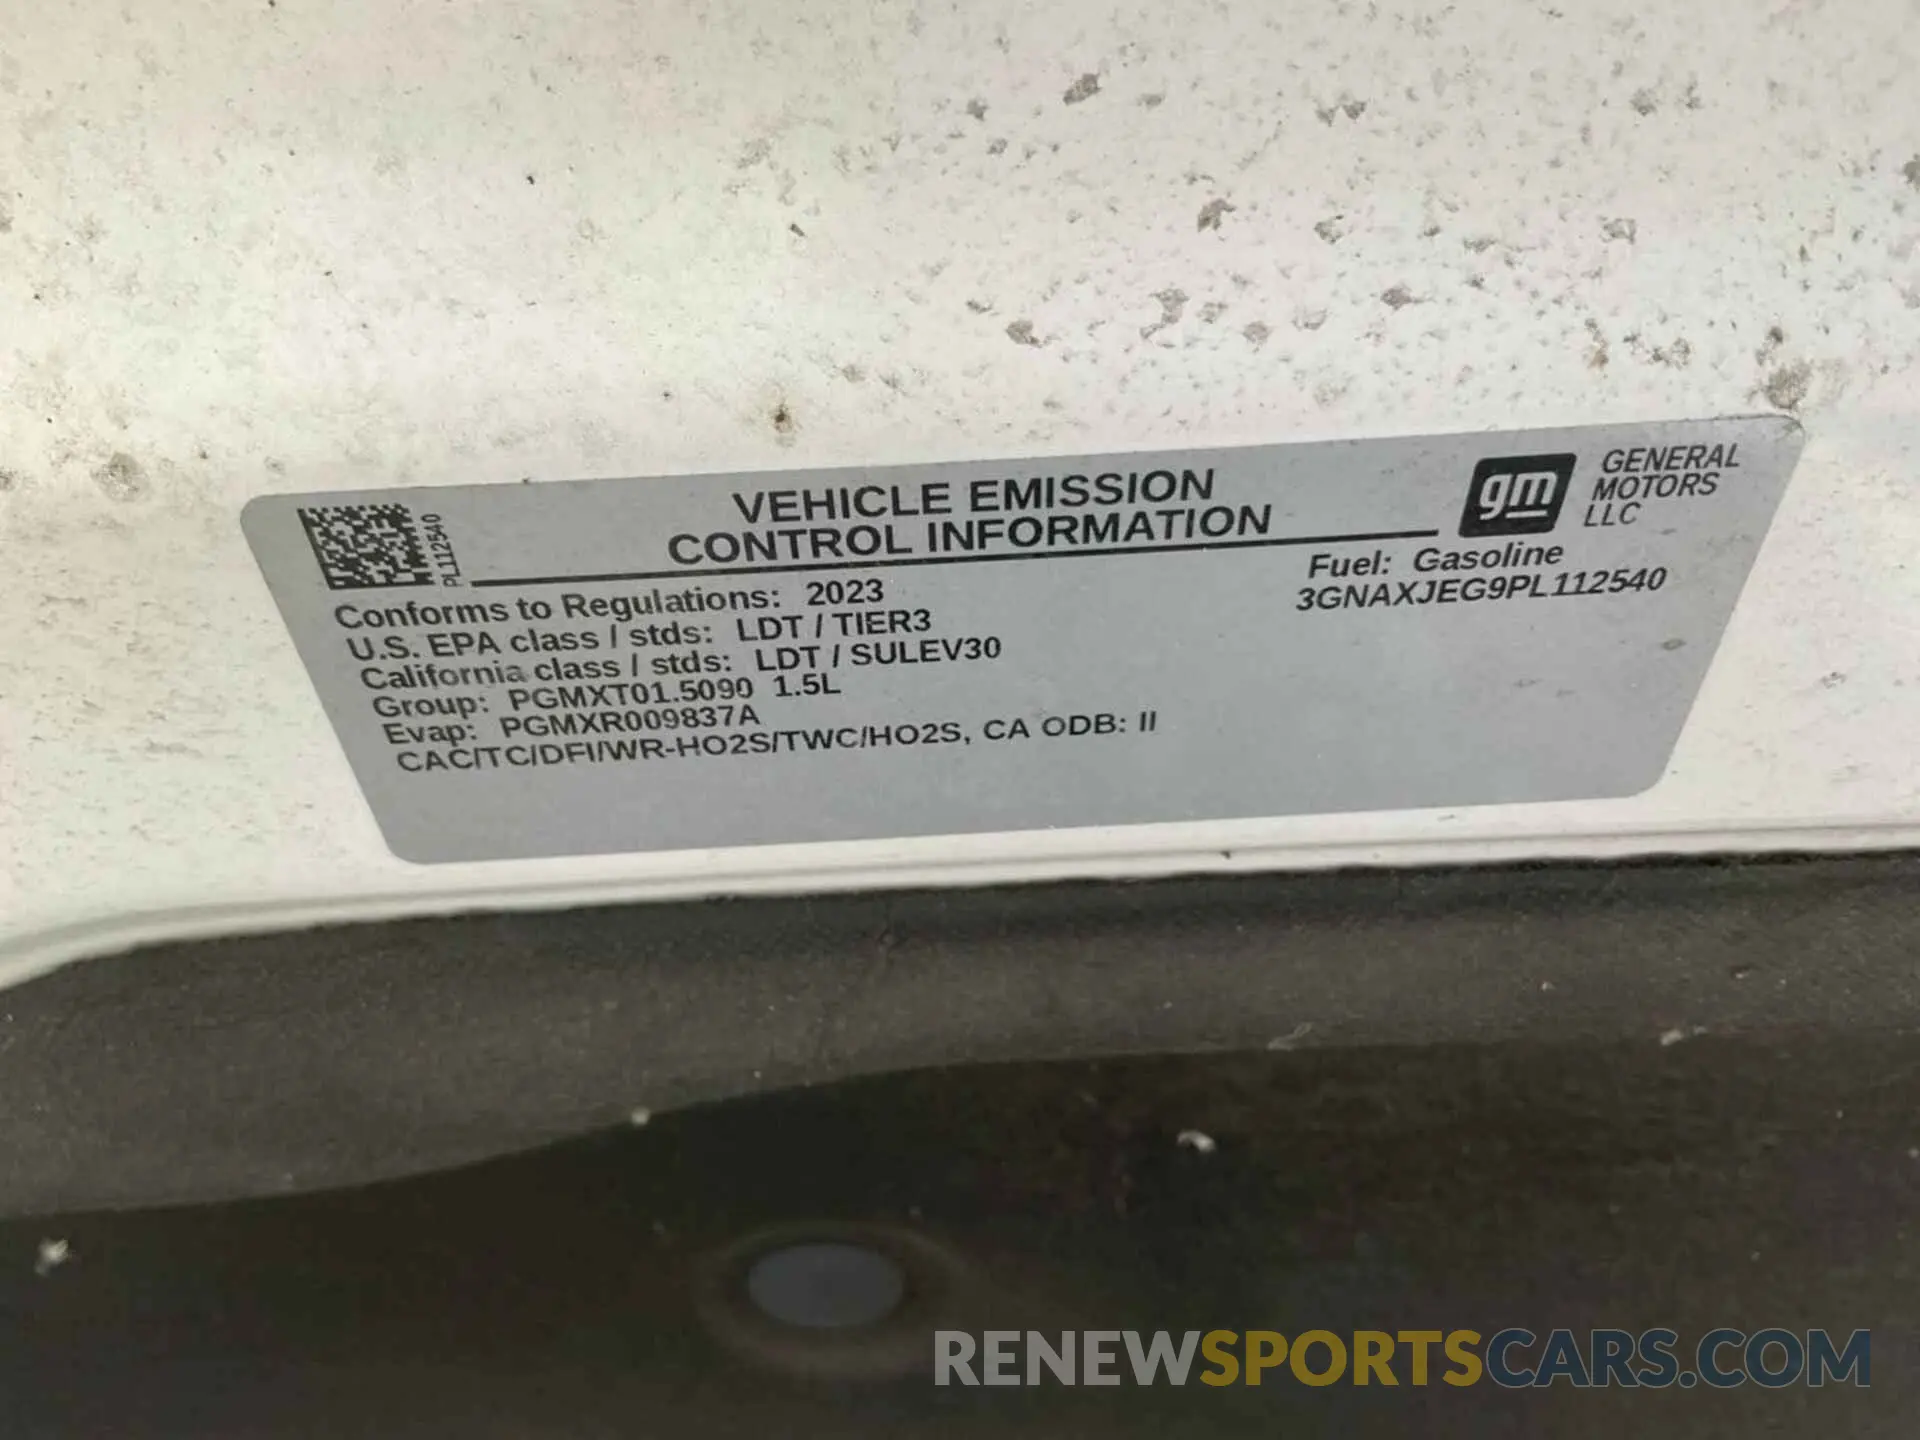 PL112540
VEHICLE EMISSION
CONTROL INFORMATION
gm
GENERAL
MOTORS
LLC
Conforms to Regulations: 2023
U.S. EPA class / stds: LDT / TIER3
California class / stds: LDT / SULEV30
Group: PGMXT01.5090 1.5L
Evap: PGMXR009837A
CAC/TC/DFI/WR-HO2S/TWC/HO2S, CA ODB: II
Fuel: Gasoline
3GNAXJEG9PL112540
RENEWSPORTSCARS.COM